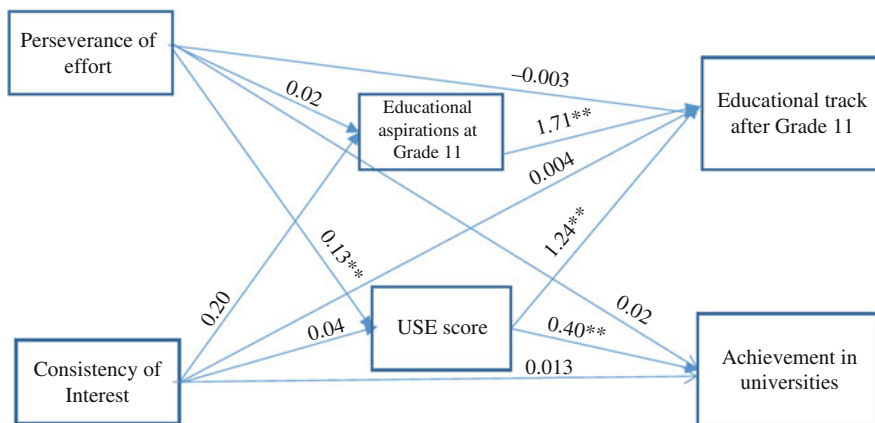 Perseverance of
effort
–0.003
0.02
Educational
aspirations at
Grade 11
1.71**
Educational track
after Grade 11
0.004
0.13**
1.24**
0.20
0.04
USE score
0.02
0.40**
0.013
Consistency of
Interest
Achievement in
universities